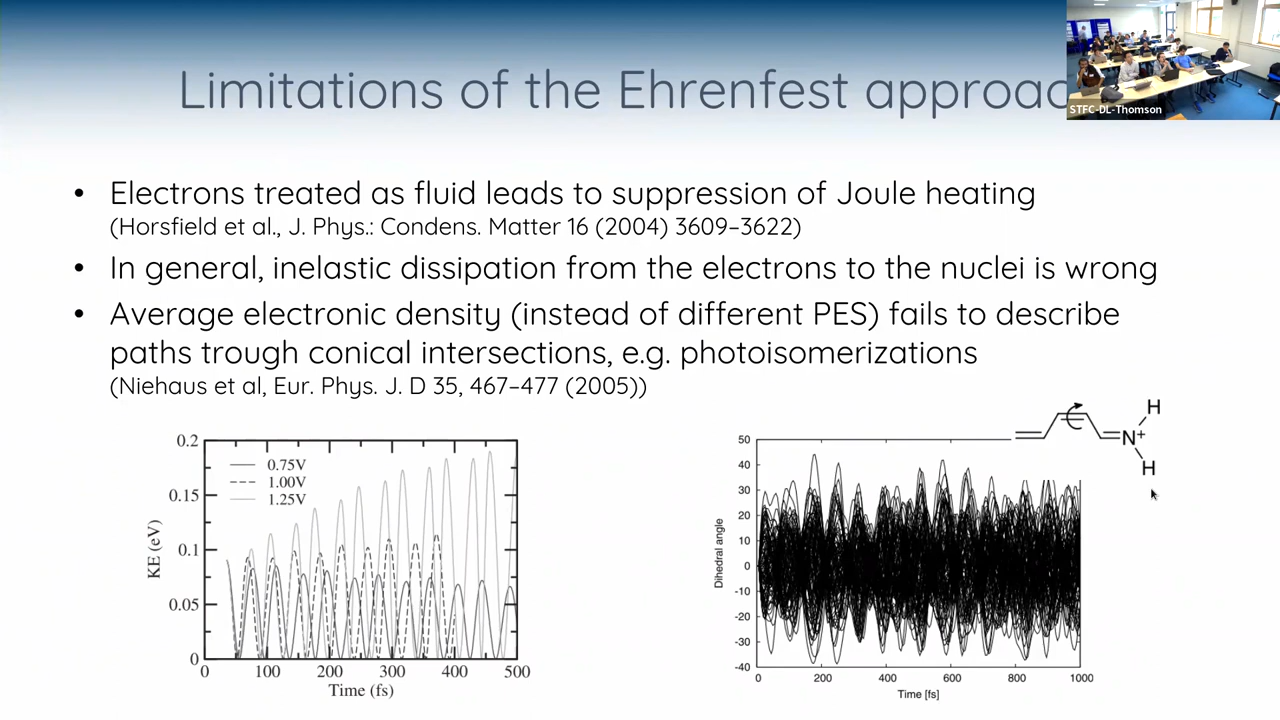 Limitations of the Ehrenfest approac
STFC-DL-Thomson
• Electrons treated as fluid leads to suppression of Joule heating
(Horsfield et al., J. Phys.: Condens. Matter 16 (2004) 3609–3622)
• In general, inelastic dissipation from the electrons to the nuclei is wrong
• Average electronic density (instead of different PES) fails to describe
paths trough conical intersections, e.g. photoisomerizations
(Niehaus et al, Eur. Phys. J. D 35, 467–477 (2005))
0.2
0.15
0.1
0.05
0
KE (eV)
0.75V
1.00V
1.25V
0 100 200 300 400 500
Time (fs)
H
N+
H
50
40
30
20
10
0
-10
-20
-30
-40
Dihedral angle
0 200 400 600 800 1000
Time [fs]